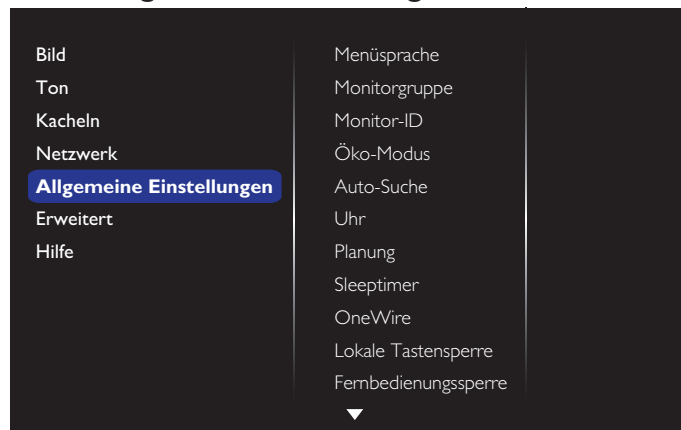 Bild
Ton
Kacheln
Netzwerk
Allgemeine Einstellungen
Erweitert
Hilfe
Menüsprache
Monitorgruppe
Monitor-ID
Öko-Modus
Auto-Suche
Uhr
Planung
Sleeptimer
OneWire
Lokale Tastensperre
Fernbedienungssperre